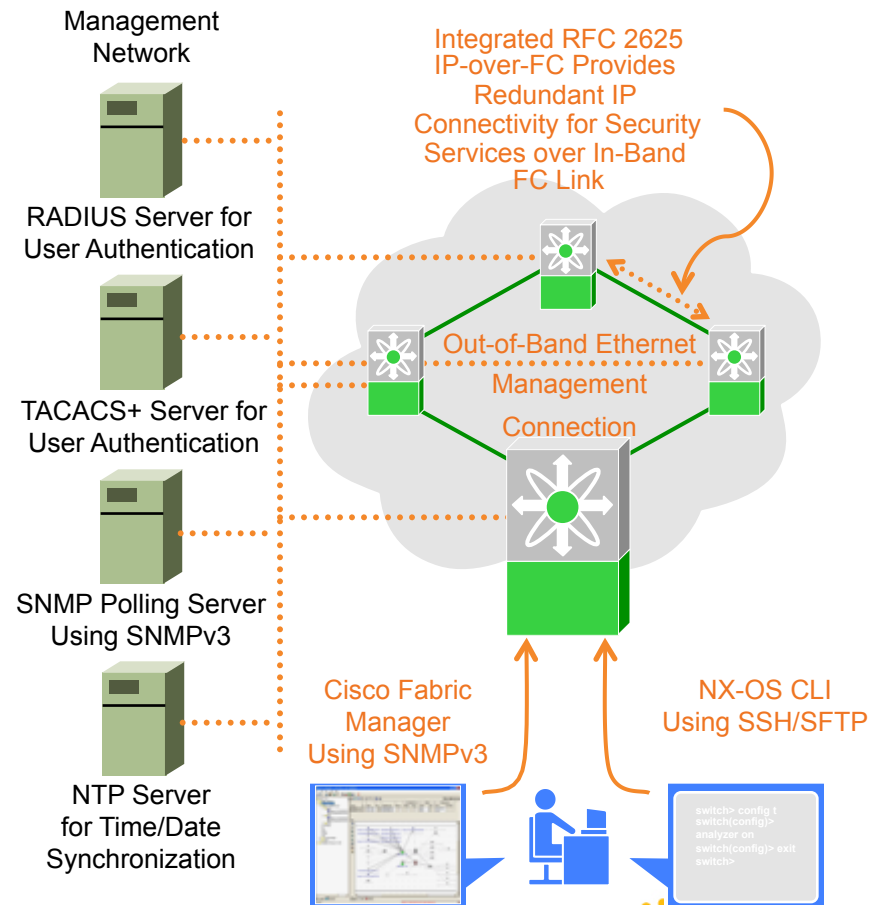 Management
Network
Integrated RFC 2625
IP-over-FC Provides
Redundant IP
Connectivity for Security
Services over In-Band
FC Link
RADIUS Server for
User Authentication
Out-of-Band Ethernet
Management
Connection
TACACS+ Server for
User Authentication
SNMP Polling Server
Using SNMPv3
Cisco Fabric
Manager
Using SNMPv3
NX-OS CLI
Using SSH/SFTP
NTP Server
for Time/Date
Synchronization
switch> config t
switch(config)>
analyzer on
switch(config)> exit
switch>